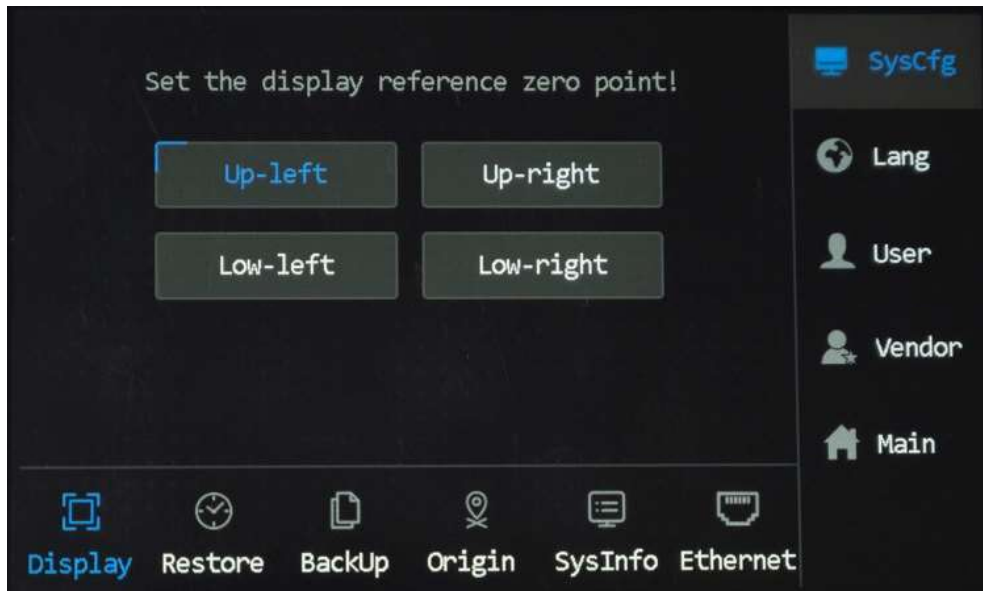 Set the display reference zero point!
Up-left
Up-right
Low-left
Low-right
SysCfg
Lang
User
Vendor
Main
Display
Restore
BackUp
Origin
SysInfo
Ethernet